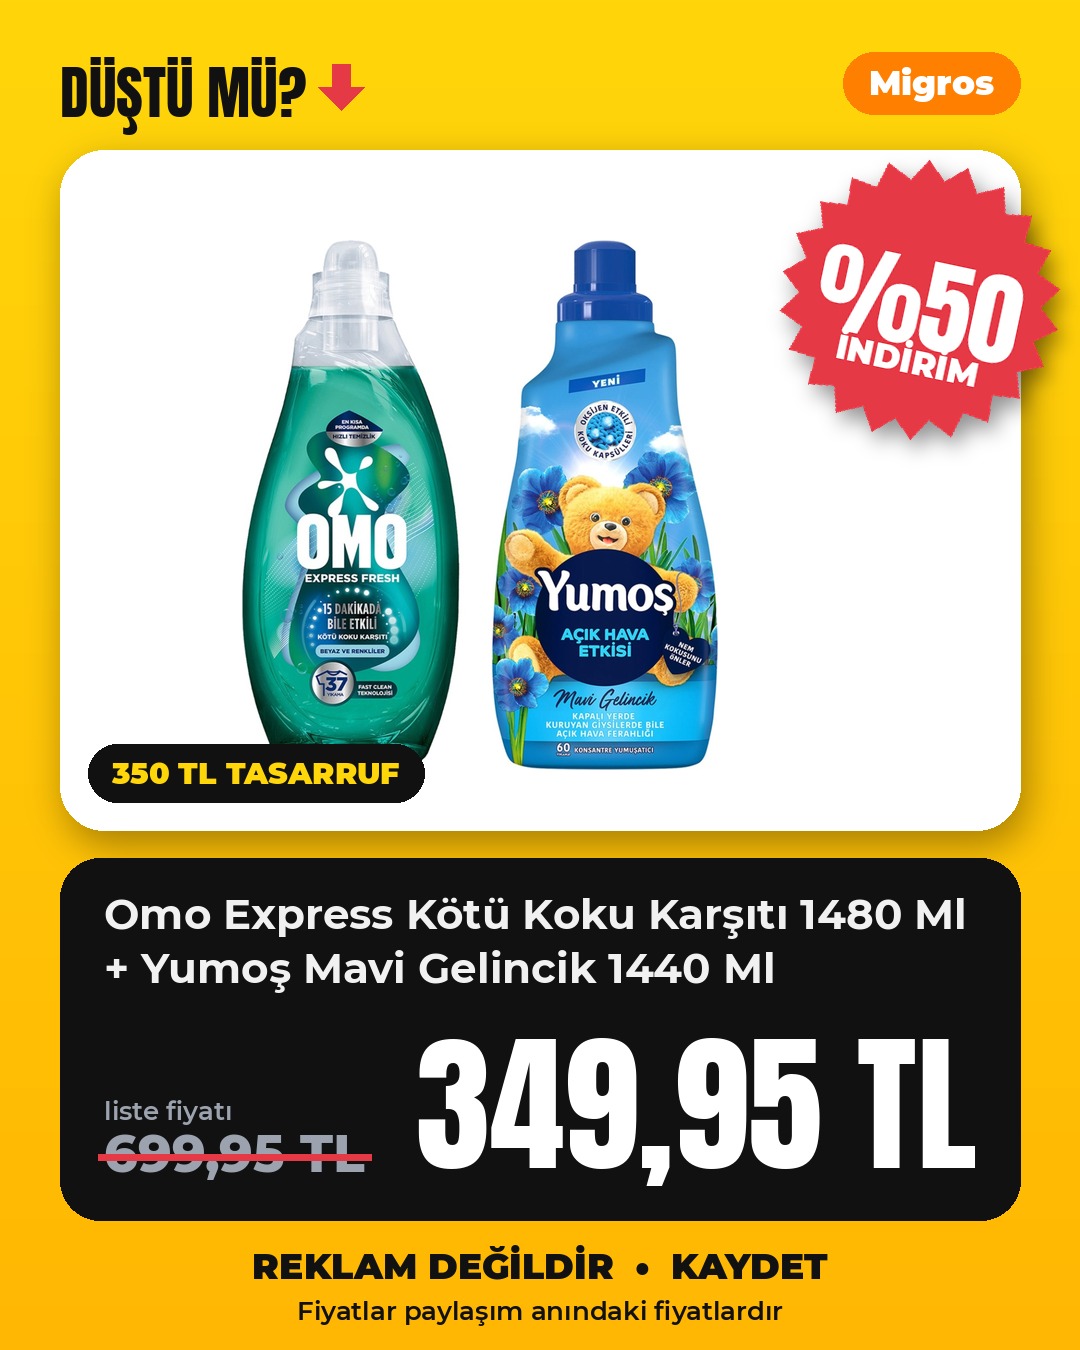 DÜŞTÜ MÜ?
Migros
%50
İNDİRİM
YENİ
OKSİJEN ETKİLİ
KOKU KAPSÜLLERİ
EN KISA
PROGRAMDA
HIZLI TEMİZLİK
OMO
EXPRESS FRESH
15 DAKİKADA
BİLE ETKİLİ
KÖTÜ KOKU KARŞITI
BEYAZ VE RENKLİLER
37
YIKAMA
FAST CLEAN
TEKNOLOJİSİ
Yumoş
AÇIK HAVA
ETKİSİ
NEM
KOKUSUNU
ÖNLER
Mavi Gelincik
KAPALI YERDE
KURUYAN GİYSİLERDE BİLE
AÇIK HAVA FERAHLIĞI
60
YIKAMA
KONSANTRE YUMUŞATICI
350 TL TASARRUF
Omo Express Kötü Koku Karşıtı 1480 Ml
+ Yumoş Mavi Gelincik 1440 Ml
liste fiyatı
699,95 TL
349,95 TL
REKLAM DEĞİLDİR • KAYDET
Fiyatlar paylaşım anındaki fiyatlardır